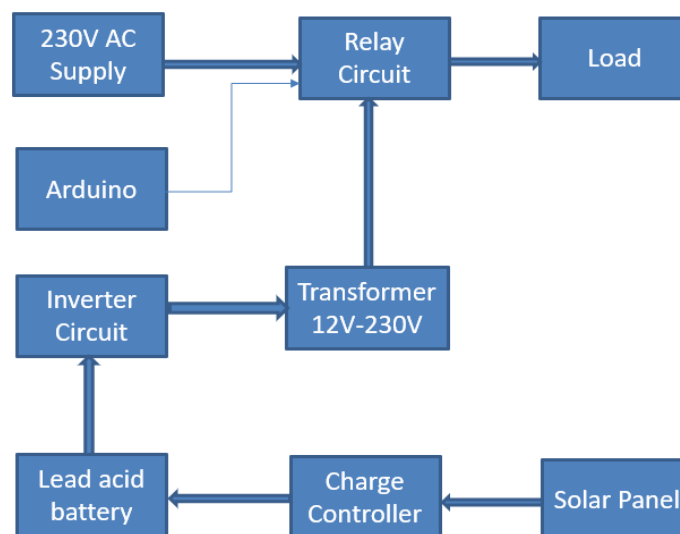 230V AC
Supply
Relay
Circuit
Load
Arduino
Inverter
Circuit
Transformer
12V-230V
Lead acid
battery
Charge
Controller
Solar Panel